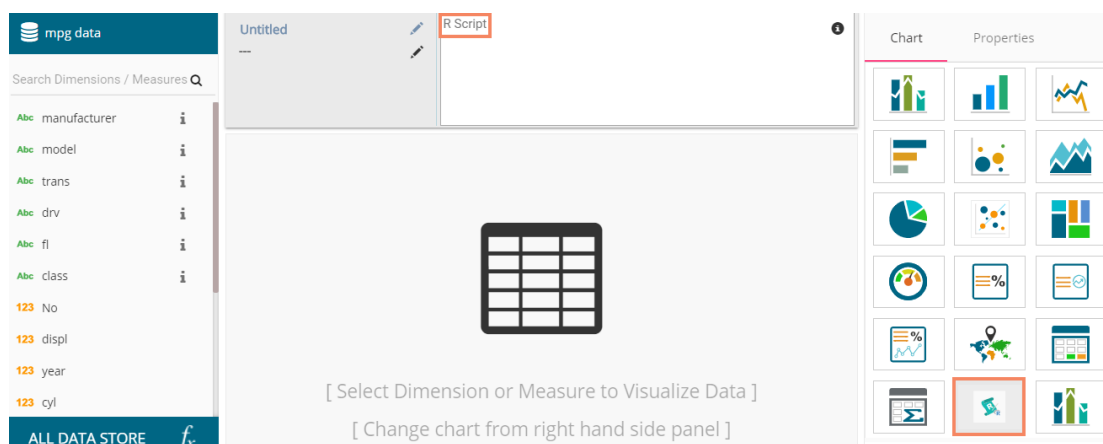 mpg data
Search Dimensions / Measures
Abc manufacturer
Abc model
Abc trans
Abc drv
Abc fl
Abc class
123 No
123 displ
123 year
123 cyl
ALL DATA STORE fx
Untitled
---
R Script
[ Select Dimension or Measure to Visualize Data ]
[ Change chart from right hand side panel ]
Chart Properties
%
%
Σ